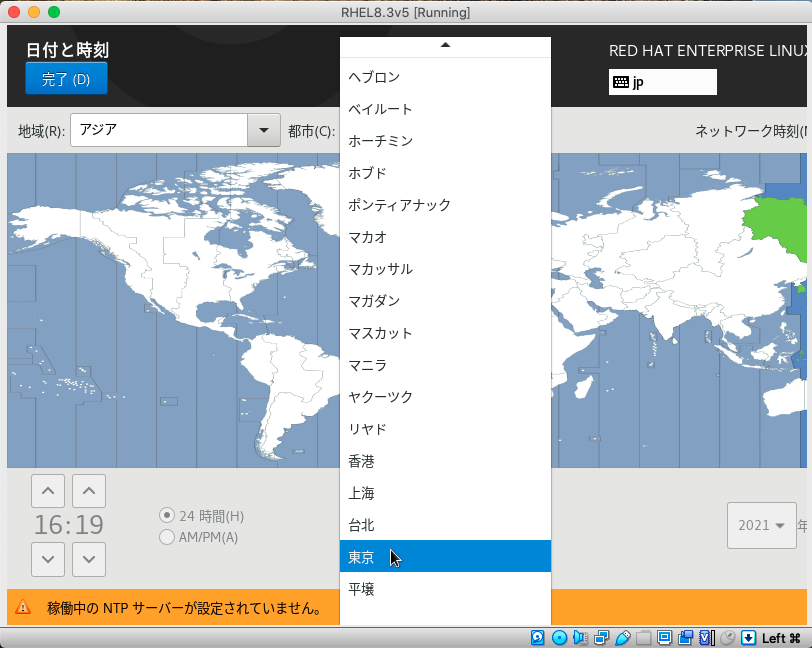 RHEL8.3v5 [Running]
日付と時刻
完了 (D)
RED HAT ENTERPRISE LINUX
jp
地域(R):
アジア
都市(C):
ネットワーク時刻(
ヘブロン
ベイルート
ホーチミン
ホブド
ポンティアナック
マカオ
マカッサル
マガダン
マスカット
マニラ
ヤクーツク
リヤド
香港
上海
台北
東京
平壌
16:19
24 時間(H)
AM/PM(A)
2021
年
稼働中の NTP サーバーが設定されていません。
Left ⌘